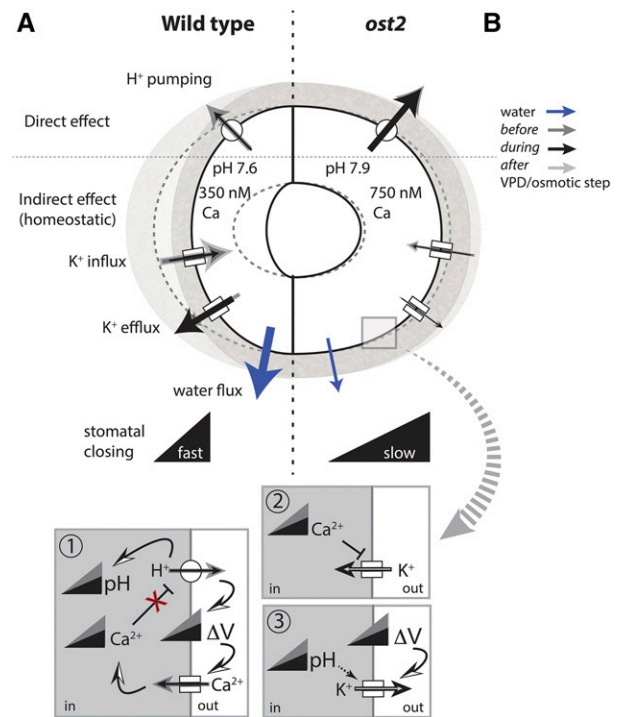 A Wild type ost2 B
H⁺ pumping
Direct effect
water
before
during
after
VPD/osmotic step
pH 7.6 pH 7.9
Indirect effect
(homeostatic)
350 nM
Ca
750 nM
Ca
K⁺ influx
K⁺ efflux
water flux
stomatal
closing
fast
slow
①
H⁺
pH
Ca²⁺
ΔV
Ca²⁺
in out
②
Ca²⁺
K⁺
in out
③
ΔV
pH
K⁺
in out